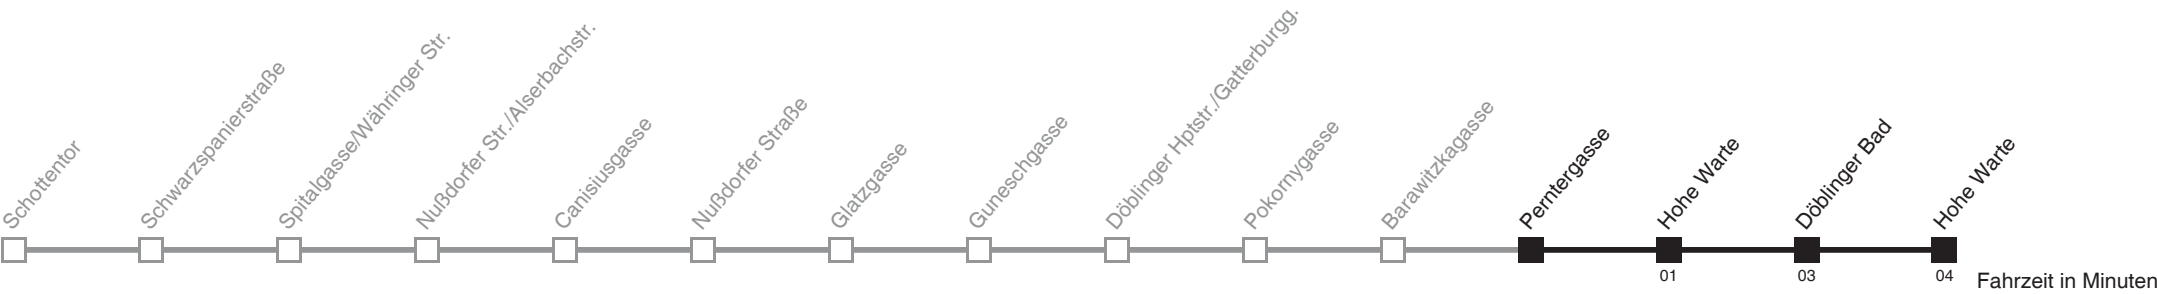 Schottentor
Schwarzspanierstraße
Spitalgasse/Währinger Str.
Nußdorfer Str./Alserbachstr.
Canisiusgasse
Nußdorfer Straße
Glatzgasse
Guneschgasse
Döblinger Hptstr./Gatterburgg.
Pokornygasse
Barawitzkagasse
Perntergasse
Hohe Warte
Döblinger Bad
Hohe Warte
01
03
04
Fahrzeit in Minuten